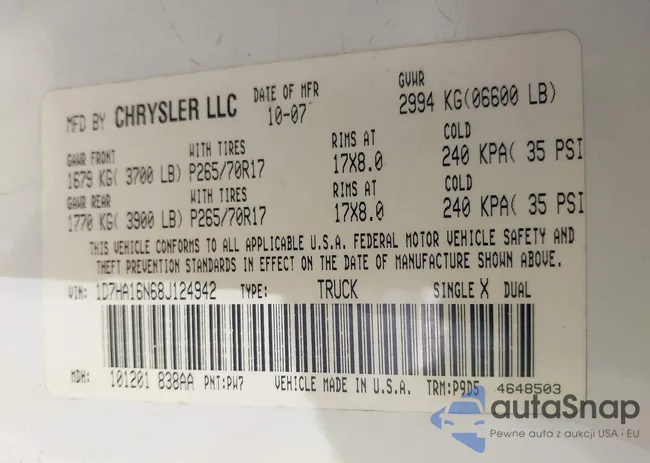 MFD BY CHRYSLER LLC DATE OF MFR 10-07 GVWR 2994 KG(06600 LB)
GAWR FRONT WITH TIRES RIMS AT COLD
1679 KG( 3700 LB) P265/70R17 17X8.0 240 KPA( 35 PSI
GAWR REAR WITH TIRES RIMS AT COLD
1770 KG( 3900 LB) P265/70R17 17X8.0 240 KPA( 35 PSI
THIS VEHICLE CONFORMS TO ALL APPLICABLE U.S.A. FEDERAL MOTOR VEHICLE SAFETY AND
THEFT PREVENTION STANDARDS IN EFFECT ON THE DATE OF MANUFACTURE SHOWN ABOVE.
VIN: 1D7HA16N68J124942 TYPE: TRUCK SINGLE X DUAL
MDH: 101201 838AA PNT:PW7 VEHICLE MADE IN U.S.A. TRM:P9D5 4648503
autaSnap
Pewne auta z aukcji USA i EU